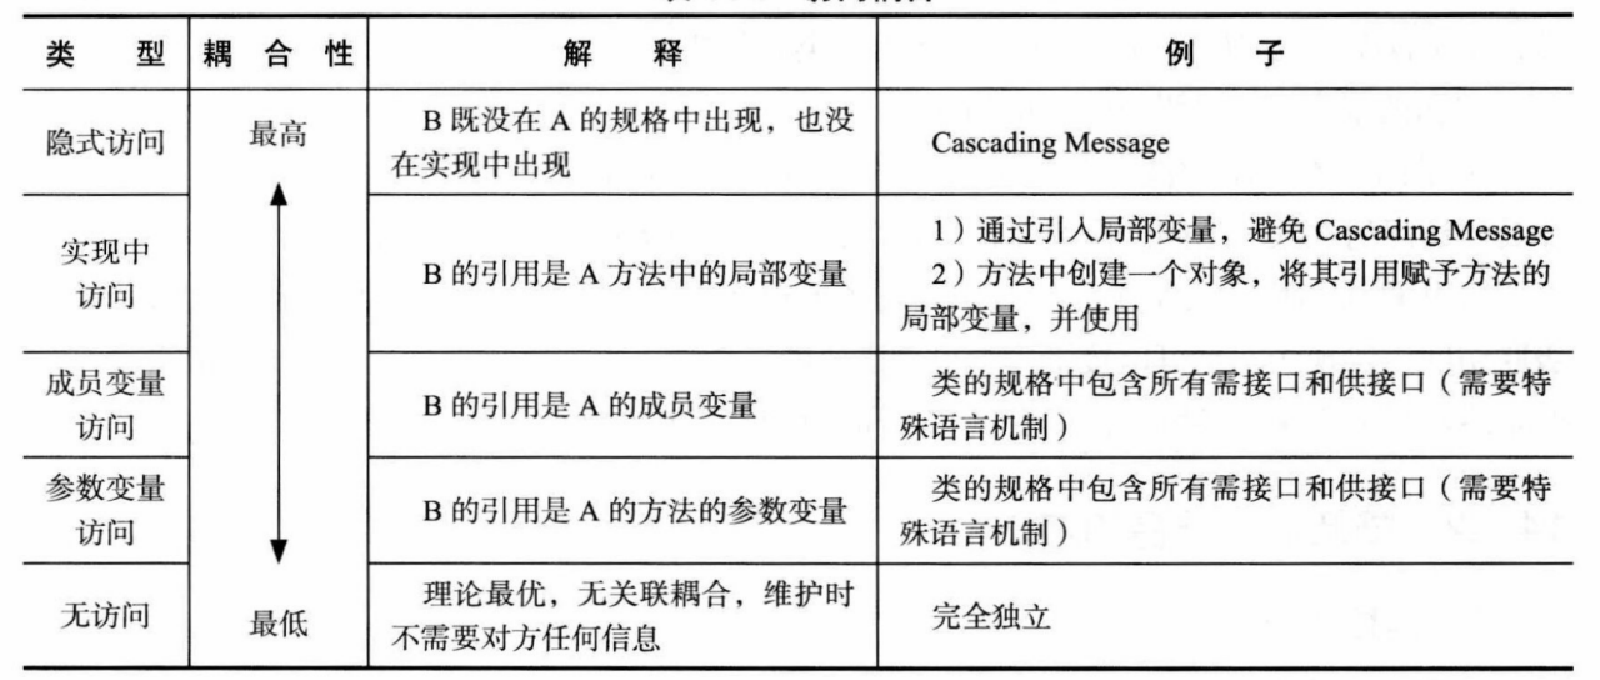 类 型 耦 合 性 解 释 例 子
隐式访问
最高
B 既没在 A 的规格中出现，也没
在实现中出现
Cascading Message
实现中
访问
B 的引用是 A 方法中的局部变量
1）通过引入局部变量，避免 Cascading Message
2）方法中创建一个对象，将其引用赋予方法的
局部变量，并使用
成员变量
访问
B 的引用是 A 的成员变量
类的规格中包含所有需接口和供接口（需要特
殊语言机制）
参数变量
访问
B 的引用是 A 的方法的参数变量
类的规格中包含所有需接口和供接口（需要特
殊语言机制）
无访问
最低
理论最优，无关联耦合，维护时
不需要对方任何信息
完全独立